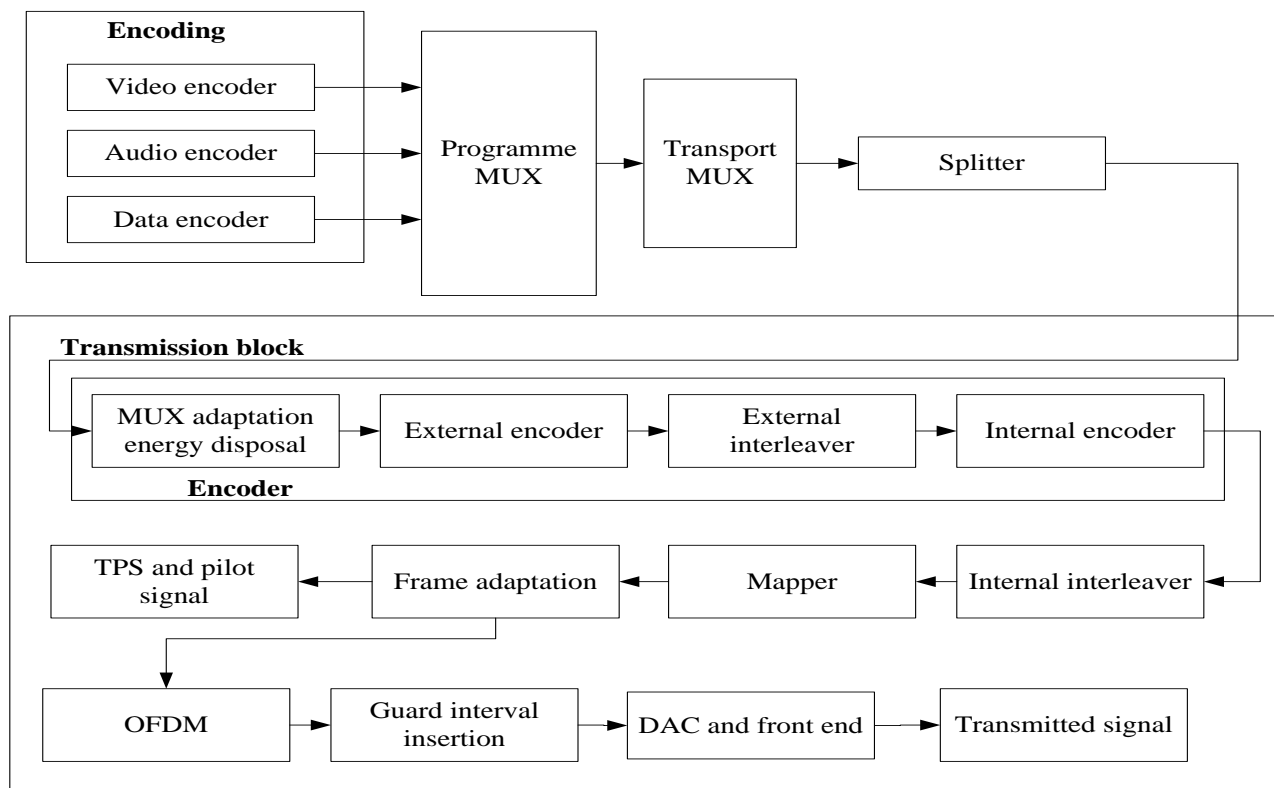 Encoding
Video encoder
Audio encoder
Data encoder
Programme
MUX
Transport
MUX
Splitter
Transmission block
MUX adaptation
energy disposal
External encoder
External
interleaver
Internal encoder
Encoder
TPS and pilot
signal
Frame adaptation
Mapper
Internal interleaver
OFDM
Guard interval
insertion
DAC and front end
Transmitted signal